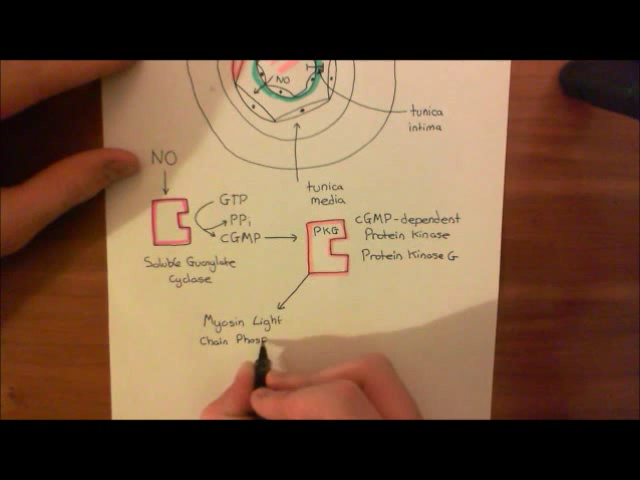 NO
tunica
intima
tunica
media
NO
GTP
PPi
cGMP
Soluble Guanylate
Cyclase
PKG
cGMP-dependent
Protein Kinase
Protein Kinase G
Myosin Light
Chain Phosp